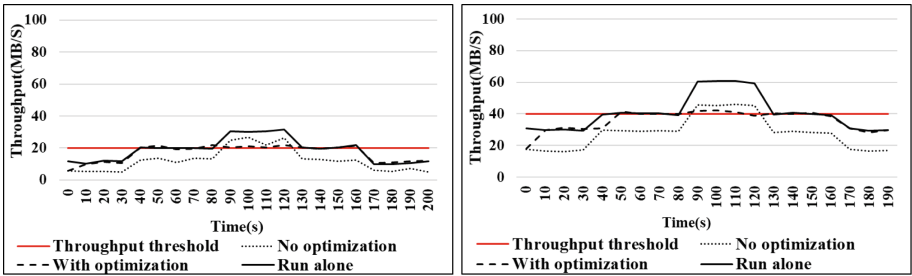 Throughput(MB/S)
100
80
60
40
20
0
0 10 20 30 40 50 60 70 80 90 100 110 120 130 140 150 160 170 180 190 200
Time(s)
Throughput threshold No optimization
With optimization Run alone
Throughput(MB/S)
100
80
60
40
20
0
0 10 20 30 40 50 60 70 80 90 100 110 120 130 140 150 160 170 180 190
Time(s)
Throughput threshold No optimization
With optimization Run alone